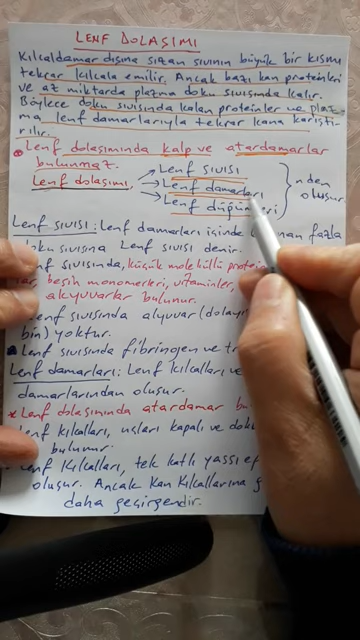 LENF DOLAŞIMI
Kılcaldamar dışına sızan sıvının büyük bir kısmı
tekrar kılcala emilir. Ancak bazı kan proteinleri
ve az miktarda plazma doku sıvısında kalır.
Böylece doku sıvısında kalan proteinler ve plaz-
ma lenf damarlarıyla tekrar kana karıştı-
rılır.
Lenf dolaşımında kalp ve atardamarlar
bulunmaz.
Lenf sıvısı
Lenf dolaşımı, Lenf damarları nden
Lenf düğümleri oluşur.
Lenf sıvısı: Lenf damarları içinde fazla
doku sıvısına Lenf sıvısı denir.
Lenf sıvısında, küçük moleküllü
besin monomerleri, vitaminler,
akyuvarlar bulunur.
Lenf sıvısında alyuvar
yoktur.
Lenf sıvısında fibrinojen ve
Lenf damarları: Lenf kılcalları ve
damarlarından oluşur.
* Lenf dolaşımında atardamar
Lenf kılcalları, uçları kapalı ve
bulunur.
Lenf kılcalları, tek katlı yassı
oluşur. Ancak kan kılcallarına
daha geçirgendir.